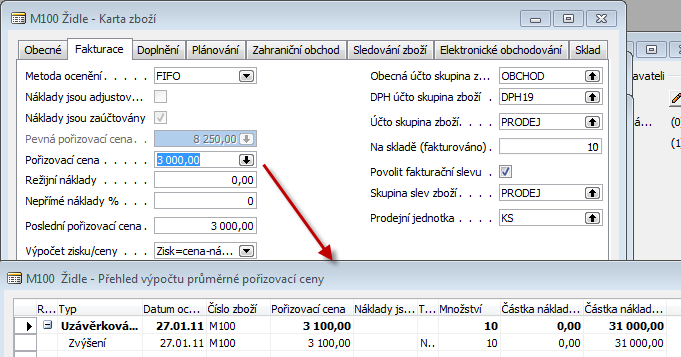 M100 Židle - Karta zboží
Obecné Fakturace Doplnění Plánování Zahraniční obchod Sledování zboží Elektronické obchodování Sklad
Metoda ocenění . . . . . FIFO
Obecná účto skupina z... OBCHOD
avateli
Náklady jsou adjustov...
DPH účto skupina zboží . DPH19
Náklady jsou zaúčtovány
Účto skupina zboží. . . . PRODEJ
á... (0)
Pevná pořizovací cena . 8 250,00
Na skladě (fakturováno) . 10
(1)
Pořizovací cena . . . . . 3 000,00
Povolit fakturační slevu .
Režijní náklady . . . . . 0,00
Skupina slev zboží . . . . PRODEJ
Nepřímé náklady % . . . 0
Prodejní jednotka . . . . KS
Poslední pořizovací cena . 3 000,00
Výpočet zisku/ceny . . . Zisk=cena-ná...
M100 Židle - Přehled výpočtu průměrné pořizovací ceny
R... Typ Datum oc... Číslo zboží Pořizovací cena Náklady js... T... Množství Částka náklad... Částka náklad...
Uzávěrková... 27.01.11 M100 3 100,00 10 0,00 31 000,00
Zvýšení 27.01.11 M100 3 100,00 N.. 10 0,00 31 000,00